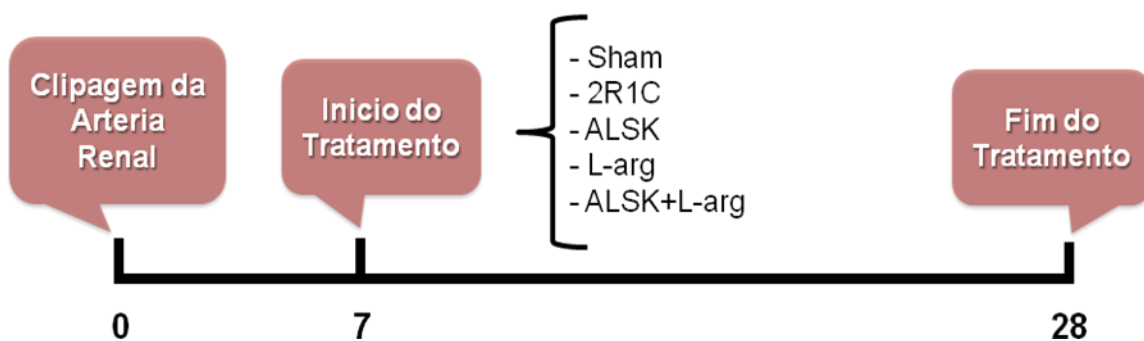 Clipagem da
Arteria
Renal
Inicio do
Tratamento
- Sham
- 2R1C
- ALSK
- L-arg
- ALSK+L-arg
Fim do
Tratamento
0
7
28